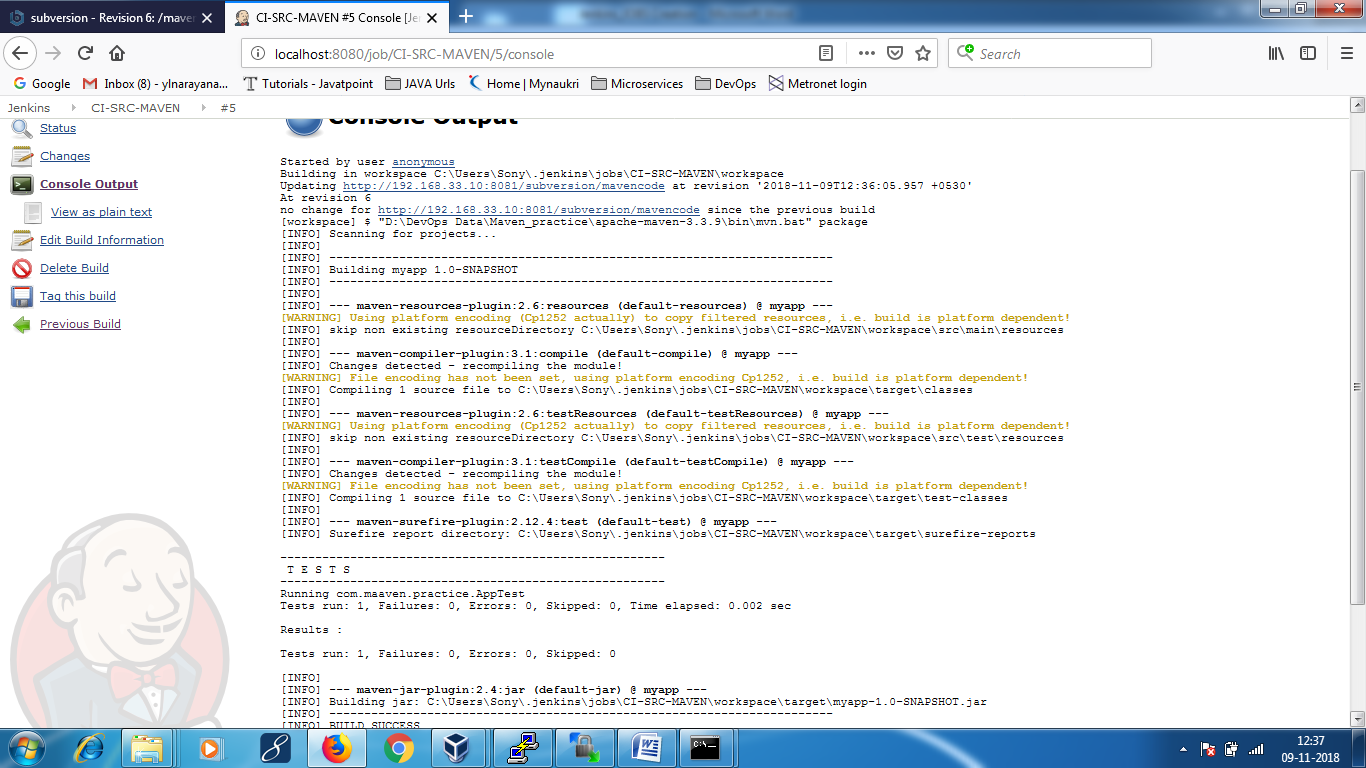 subversion - Revision 6: /maven
CI-SRC-MAVEN #5 Console [Je
localhost:8080/job/CI-SRC-MAVEN/5/console
Search
Google
Inbox (8) - ylnarayana...
Tutorials - Javatpoint
JAVA Urls
Home | Mynaukri
Microservices
DevOps
Metronet login
Jenkins
CI-SRC-MAVEN
#5
Status
Changes
Console Output
View as plain text
Edit Build Information
Delete Build
Tag this build
Previous Build
Console Output
Started by user anonymous
Building in workspace C:\Users\Sony\.jenkins\jobs\CI-SRC-MAVEN\workspace
Updating http://192.168.33.10:8081/subversion/mavencode at revision '2018-11-09T12:36:05.957 +0530'
At revision 6
no change for http://192.168.33.10:8081/subversion/mavencode since the previous build
[workspace] $ "D:\DevOps Data\Maven_practice\apache-maven-3.3.9\bin\mvn.bat" package
[INFO] Scanning for projects...
[INFO]
[INFO] ------------------------------------------------------------------------
[INFO] Building myapp 1.0-SNAPSHOT
[INFO] ------------------------------------------------------------------------
[INFO]
[INFO] --- maven-resources-plugin:2.6:resources (default-resources) @ myapp ---
[WARNING] Using platform encoding (Cp1252 actually) to copy filtered resources, i.e. build is platform dependent!
[INFO] skip non existing resourceDirectory C:\Users\Sony\.jenkins\jobs\CI-SRC-MAVEN\workspace\src\main\resources
[INFO]
[INFO] --- maven-compiler-plugin:3.1:compile (default-compile) @ myapp ---
[INFO] Changes detected - recompiling the module!
[WARNING] File encoding has not been set, using platform encoding Cp1252, i.e. build is platform dependent!
[INFO] Compiling 1 source file to C:\Users\Sony\.jenkins\jobs\CI-SRC-MAVEN\workspace\target\classes
[INFO]
[INFO] --- maven-resources-plugin:2.6:testResources (default-testResources) @ myapp ---
[WARNING] Using platform encoding (Cp1252 actually) to copy filtered resources, i.e. build is platform dependent!
[INFO] skip non existing resourceDirectory C:\Users\Sony\.jenkins\jobs\CI-SRC-MAVEN\workspace\src\test\resources
[INFO]
[INFO] --- maven-compiler-plugin:3.1:testCompile (default-testCompile) @ myapp ---
[INFO] Changes detected - recompiling the module!
[WARNING] File encoding has not been set, using platform encoding Cp1252, i.e. build is platform dependent!
[INFO] Compiling 1 source file to C:\Users\Sony\.jenkins\jobs\CI-SRC-MAVEN\workspace\target\test-classes
[INFO]
[INFO] --- maven-surefire-plugin:2.12.4:test (default-test) @ myapp ---
[INFO] Surefire report directory: C:\Users\Sony\.jenkins\jobs\CI-SRC-MAVEN\workspace\target\surefire-reports
-------------------------------------------------------
T E S T S
-------------------------------------------------------
Running com.maaven.practice.AppTest
Tests run: 1, Failures: 0, Errors: 0, Skipped: 0, Time elapsed: 0.002 sec
Results :
Tests run: 1, Failures: 0, Errors: 0, Skipped: 0
[INFO]
[INFO] --- maven-jar-plugin:2.4:jar (default-jar) @ myapp ---
[INFO] Building jar: C:\Users\Sony\.jenkins\jobs\CI-SRC-MAVEN\workspace\target\myapp-1.0-SNAPSHOT.jar
[INFO] ------------------------------------------------------------------------
[INFO] BUILD SUCCESS
12:37
09-11-2018